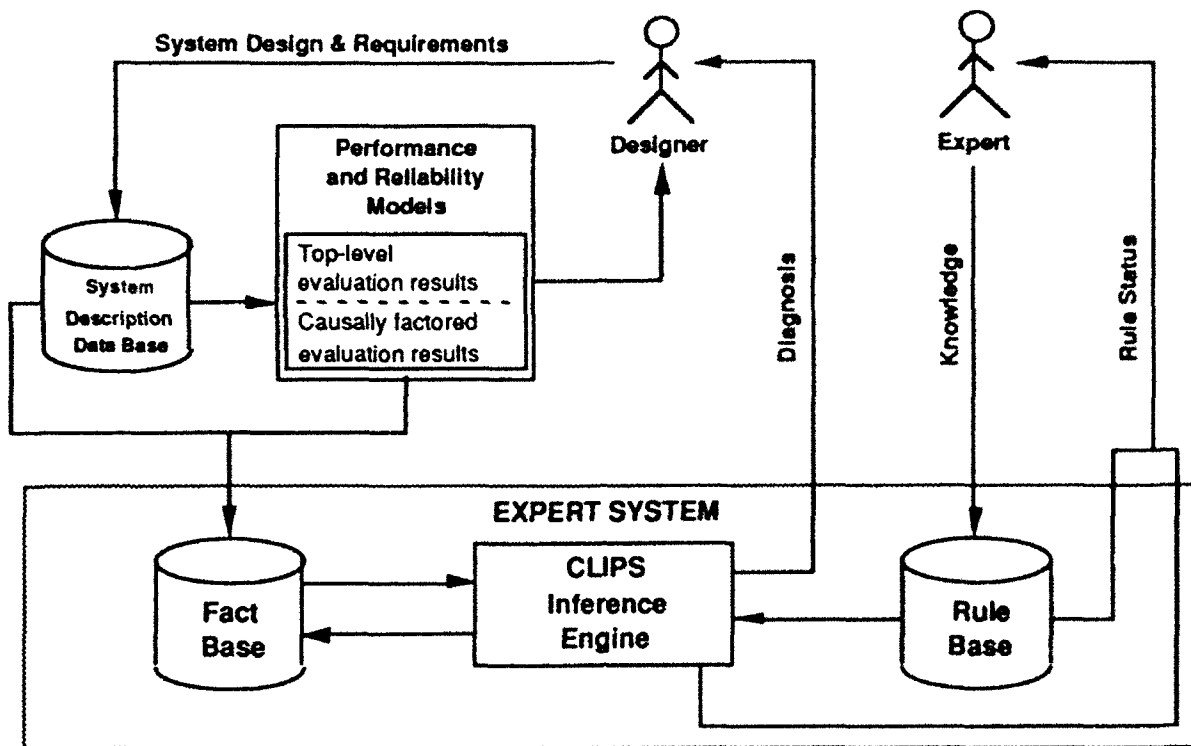 System Design & Requirements
Designer
Expert
Performance
and Reliability
Models
Top-level
evaluation results
Causally factored
evaluation results
System
Description
Data Base
Diagnosis
Knowledge
Rule Status
EXPERT SYSTEM
Fact
Base
CLIPS
Inference
Engine
Rule
Base